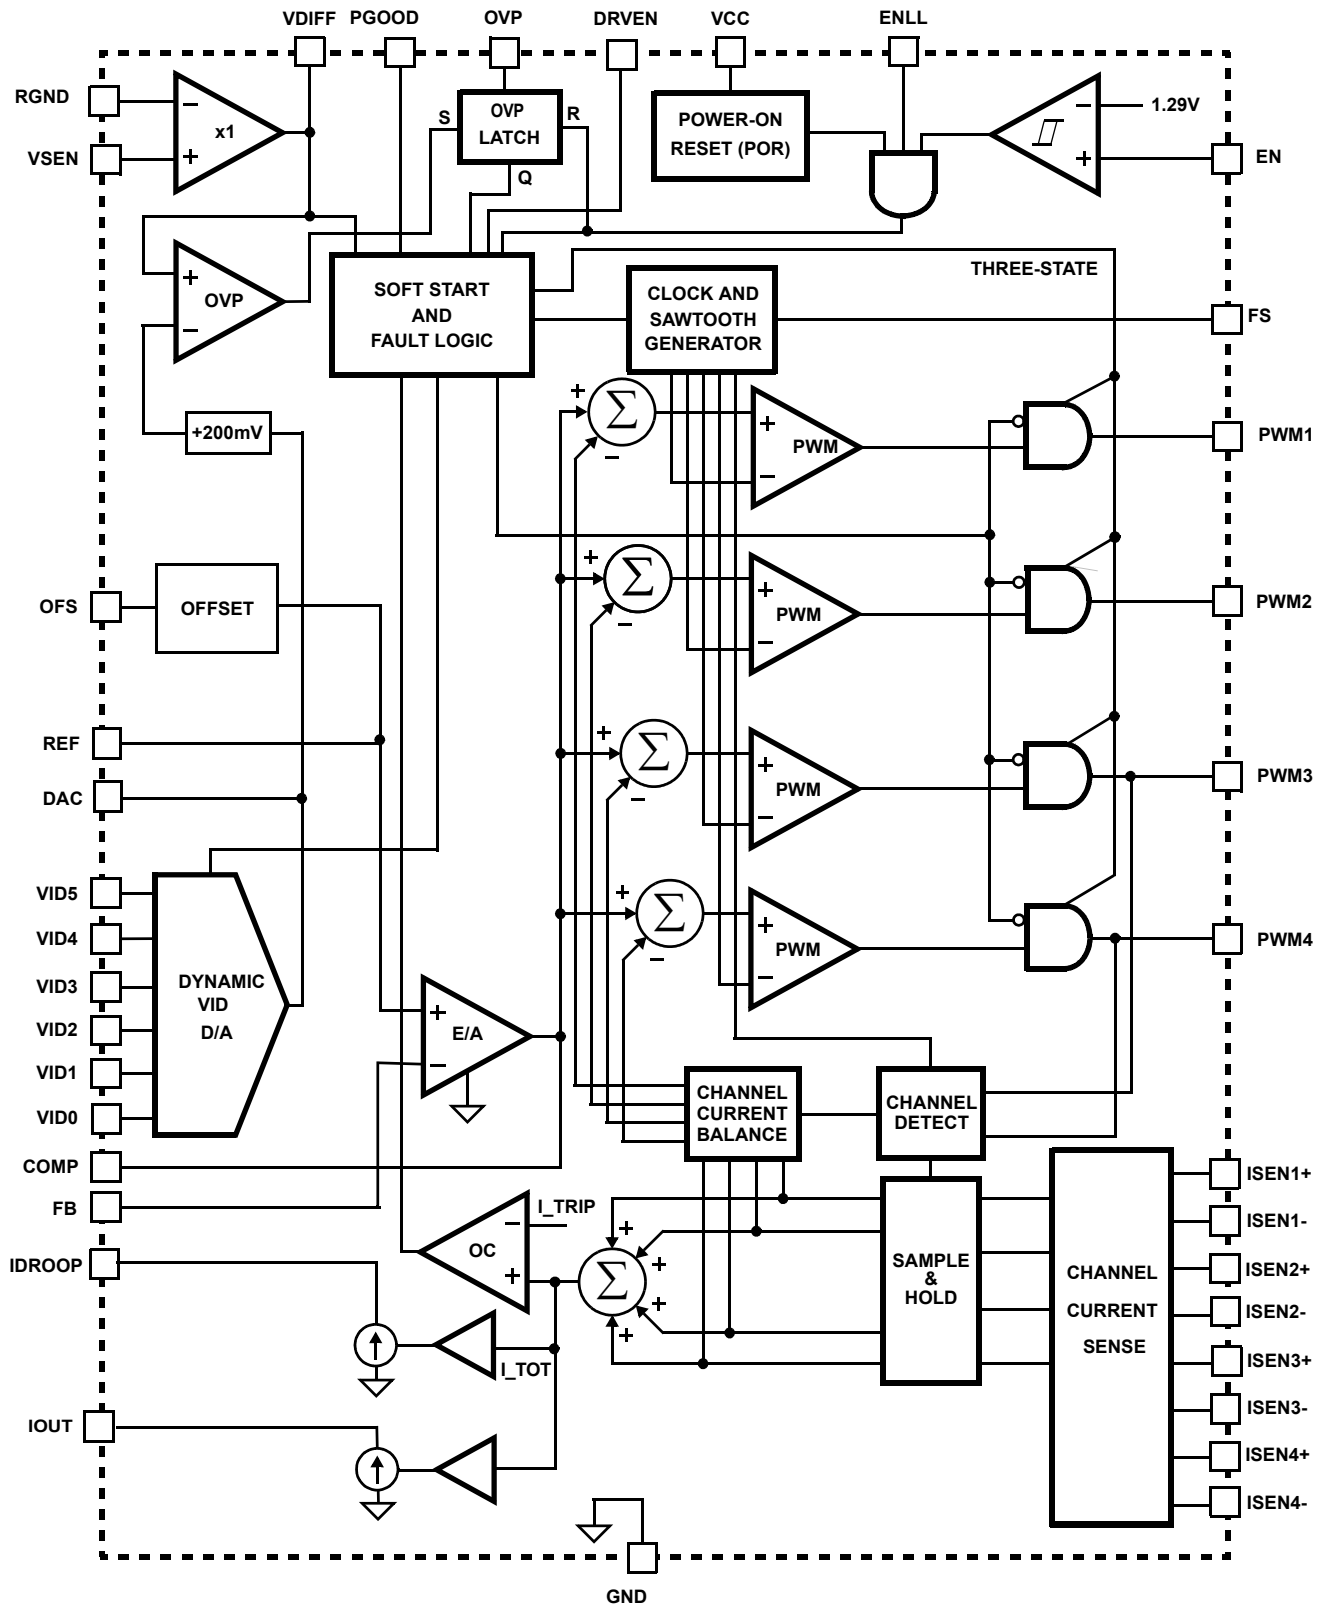 VDIFF PGOOD OVP DRVEN VCC ENLL
RGND
VSEN
−
x1
+
S
OVP
LATCH
R
Q
POWER-ON
RESET (POR)
−
+
1.29V
EN
+
OVP
−
SOFT START
AND
FAULT LOGIC
CLOCK AND
SAWTOOTH
GENERATOR
THREE-STATE
FS
+200mV
+
Σ
−
+
PWM
−
PWM1
+
Σ
−
+
PWM
−
PWM2
OFS
OFFSET
REF
DAC
+
Σ
−
+
PWM
−
PWM3
+
Σ
−
+
PWM
−
PWM4
VID5
VID4
VID3
VID2
VID1
VID0
DYNAMIC
VID
D/A
+
E/A
−
CHANNEL
CURRENT
BALANCE
CHANNEL
DETECT
COMP
FB
IDROOP
IOUT
I_TRIP
−
OC
+
I_TOT
+
+
Σ
+
+
SAMPLE
&
HOLD
CHANNEL
CURRENT
SENSE
ISEN1+
ISEN1-
ISEN2+
ISEN2-
ISEN3+
ISEN3-
ISEN4+
ISEN4-
GND